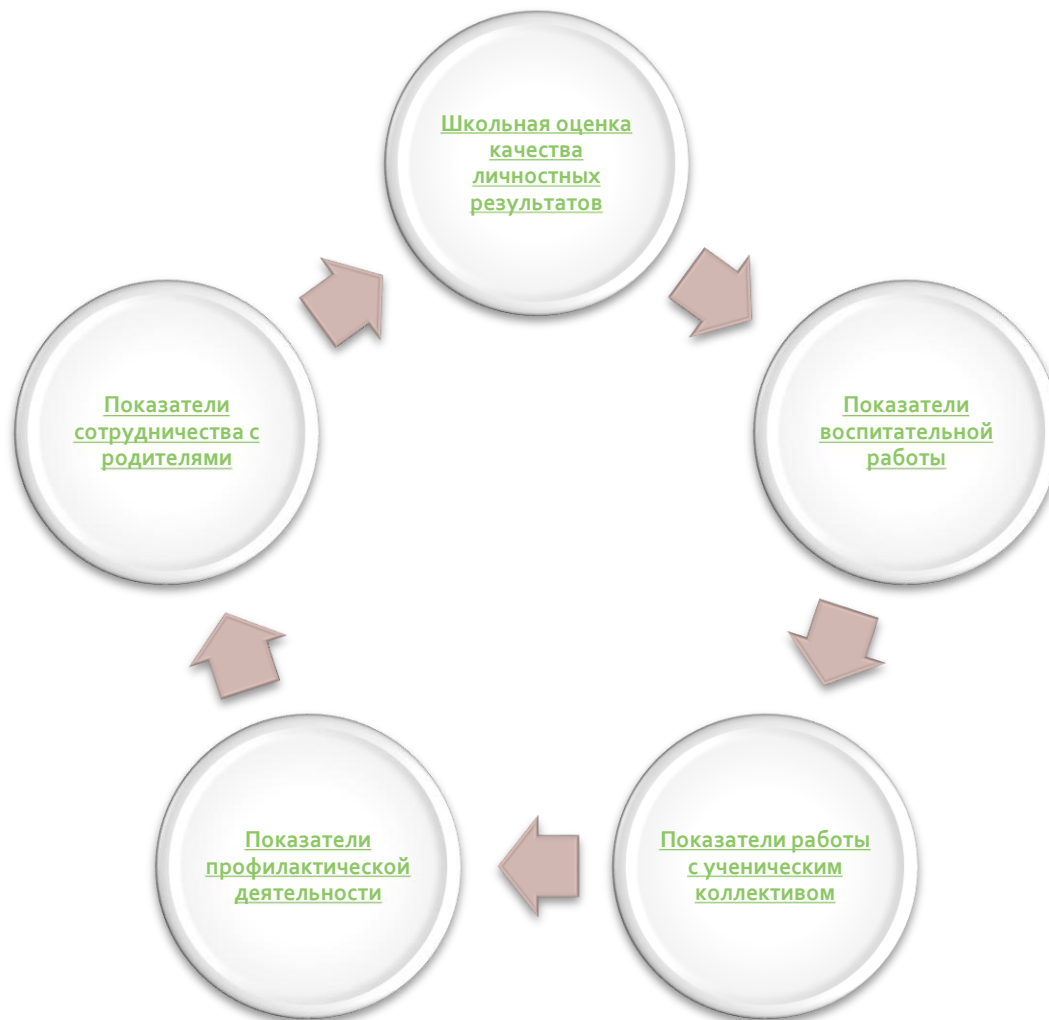 Школьная оценка
качества
личностных
результатов
Показатели
сотрудничества с
родителями
Показатели
воспитательной
работы
Показатели
профилактической
деятельности
Показатели работы
с ученическим
коллективом